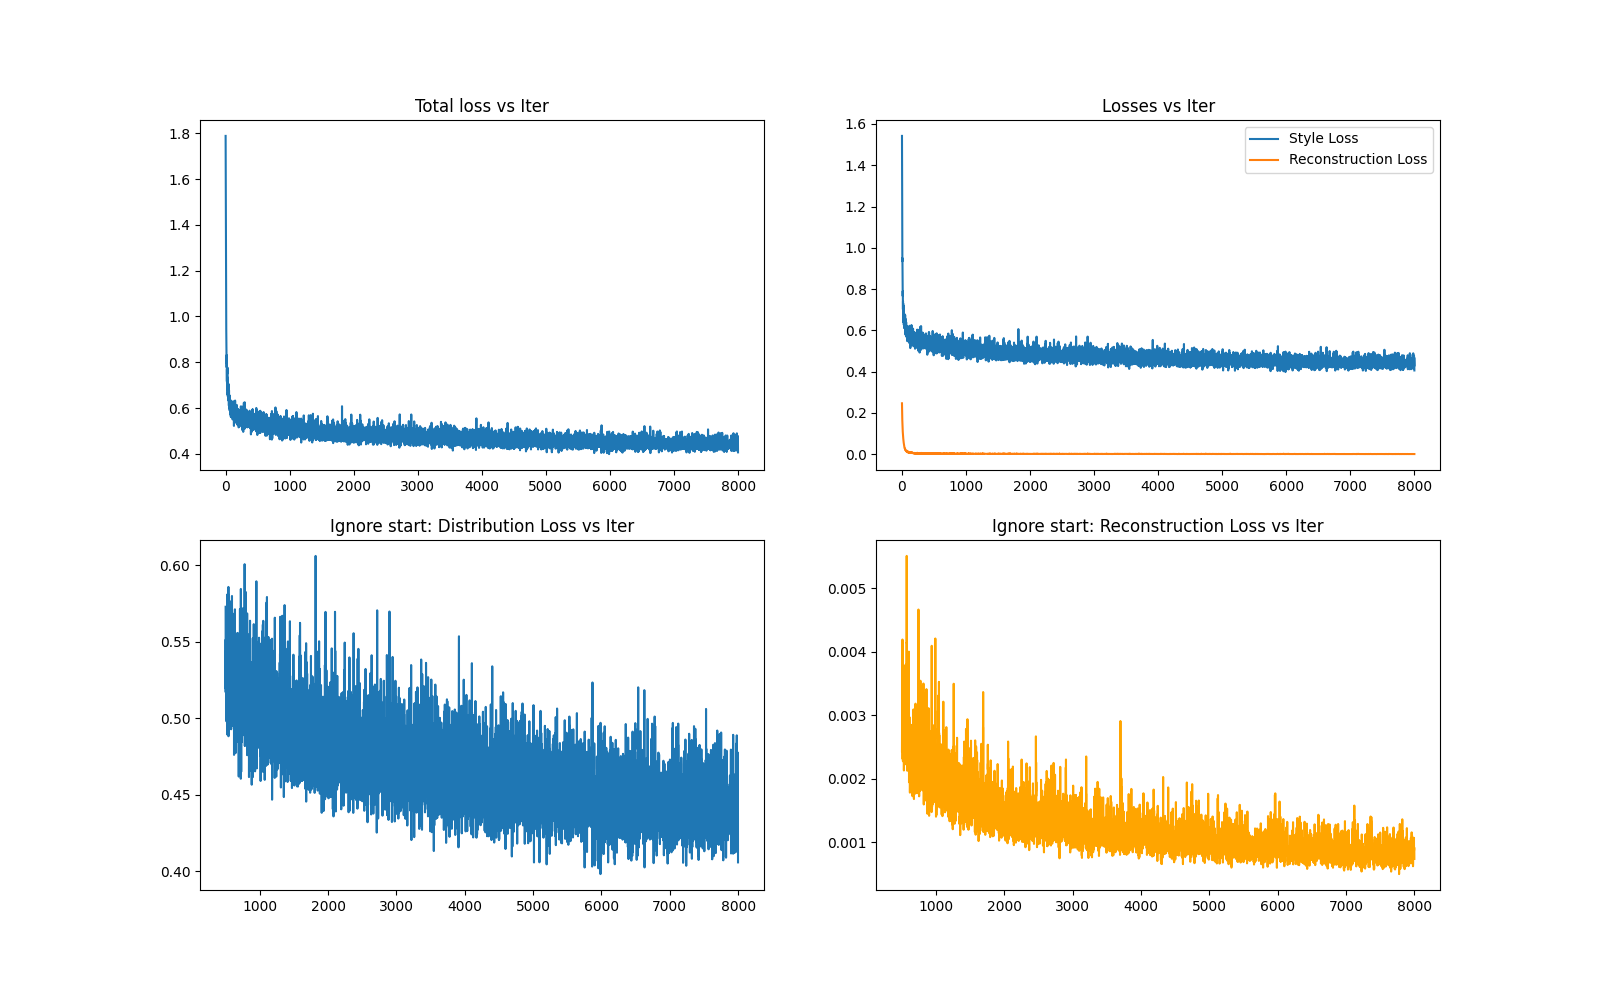 Total loss vs Iter
1.8
1.6
1.4
1.2
1.0
0.8
0.6
0.4
0 1000 2000 3000 4000 5000 6000 7000 8000
Losses vs Iter
Style Loss
Reconstruction Loss
1.6
1.4
1.2
1.0
0.8
0.6
0.4
0.2
0.0
0 1000 2000 3000 4000 5000 6000 7000 8000
Ignore start: Distribution Loss vs Iter
0.60
0.55
0.50
0.45
0.40
1000 2000 3000 4000 5000 6000 7000 8000
Ignore start: Reconstruction Loss vs Iter
0.005
0.004
0.003
0.002
0.001
1000 2000 3000 4000 5000 6000 7000 8000